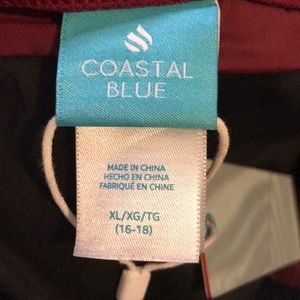 COASTAL
BLUE
MADE IN CHINA
HECHO EN CHINA
FABRIQUÉ EN CHINE
XL/XG/TG
(16-18)